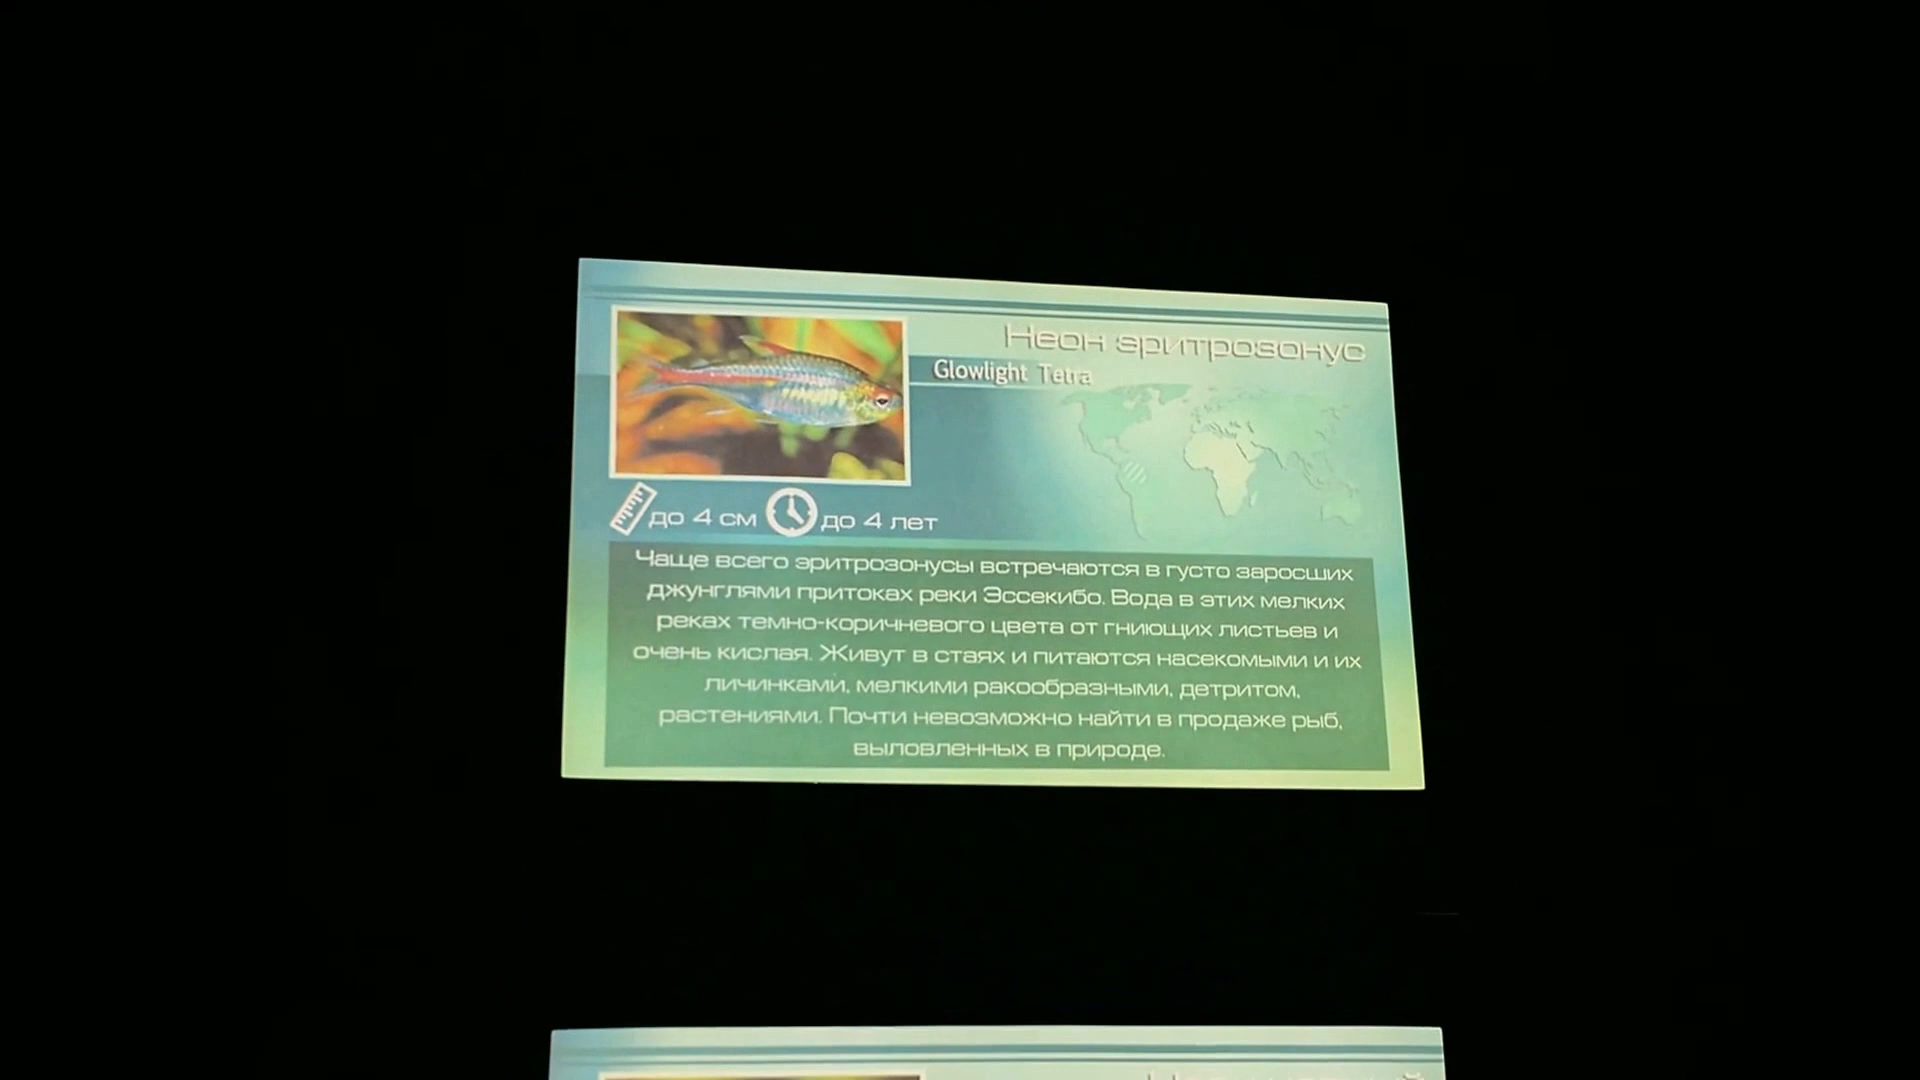 Неон эритрозонус
Glowlight Tetra
до 4 см до 4 лет
Чаще всего эритрозонусы встречаются в густо заросших
джунглями притоках реки Эссекибо. Вода в этих мелких
реках темно-коричневого цвета от гниющих листьев и
очень кислая. Живут в стаях и питаются насекомыми и их
личинками, мелкими ракообразными, детритом,
растениями. Почти невозможно найти в продаже рыб,
выловленных в природе.